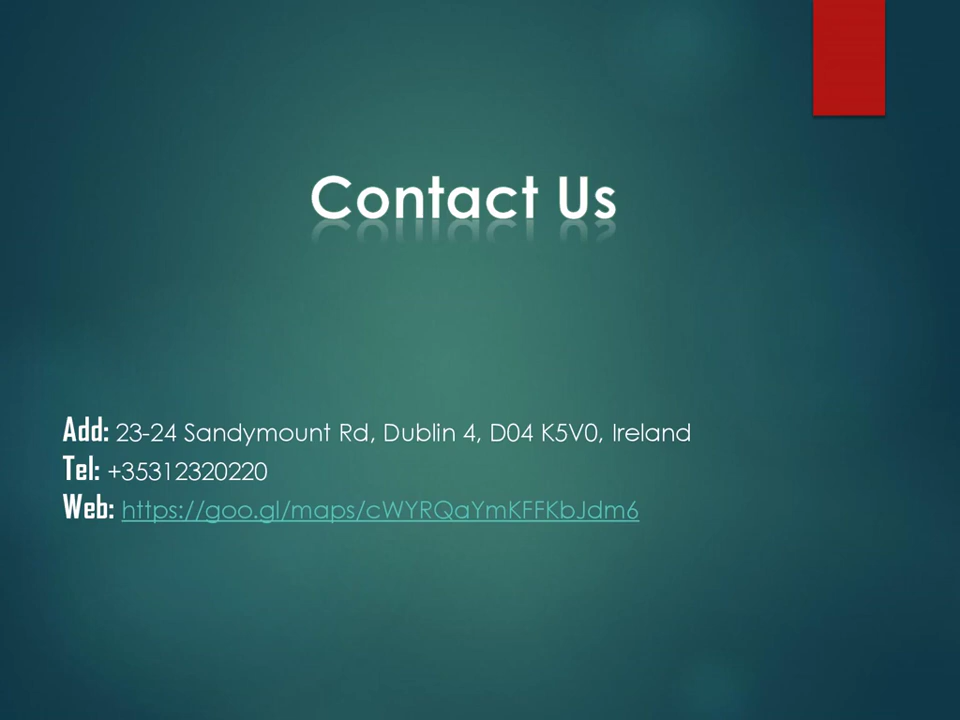 Contact Us
Add: 23-24 Sandymount Rd, Dublin 4, D04 K5V0, Ireland
Tel: +35312320220
Web: https://goo.gl/maps/cWYRQaYmKFFKbJdm6